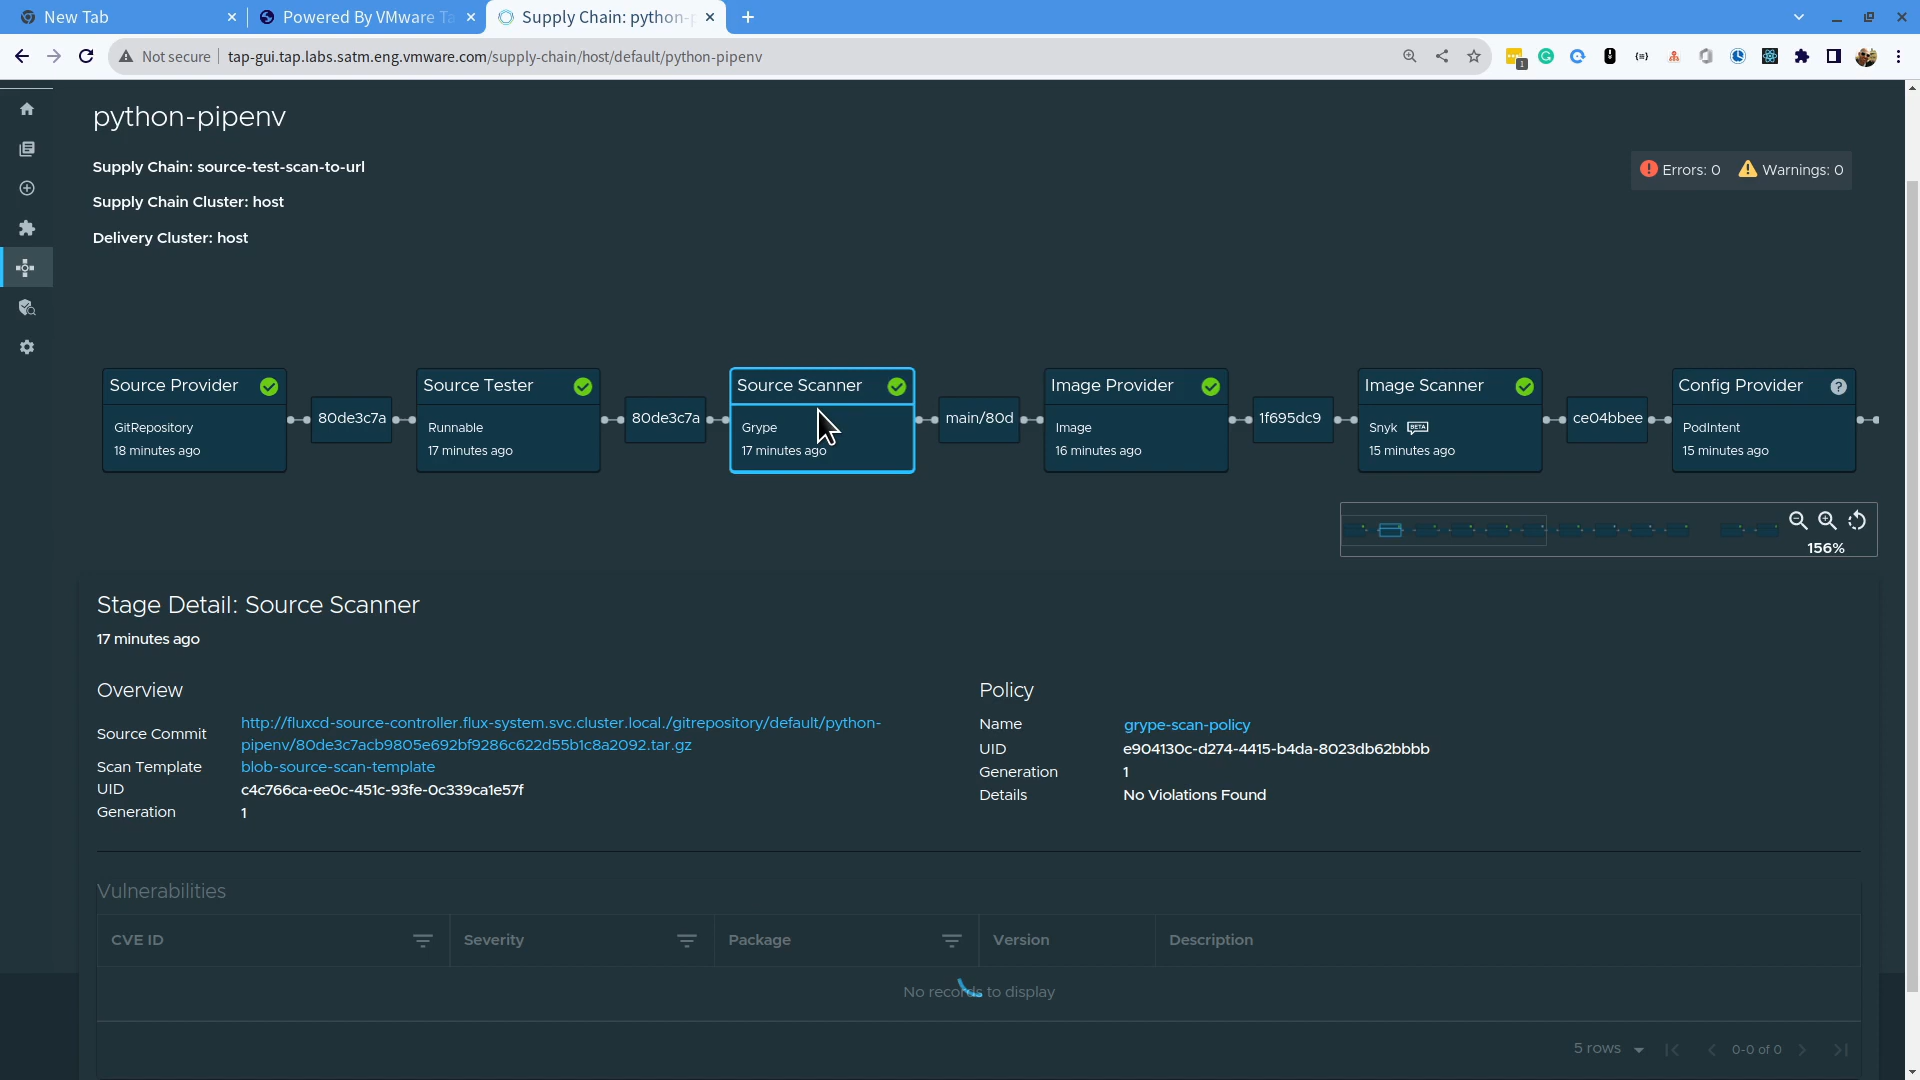 New Tab
Powered By VMware Ta
Supply Chain: python-p
Not secure
tap-gui.tap.labs.satm.eng.vmware.com/supply-chain/host/default/python-pipenv
1
python-pipenv
Supply Chain: source-test-scan-to-url
Supply Chain Cluster: host
Delivery Cluster: host
Errors: 0
Warnings: 0
Source Provider
GitRepository
18 minutes ago
80de3c7a
Source Tester
Runnable
17 minutes ago
80de3c7a
Source Scanner
Grype
17 minutes ago
main/80d
Image Provider
Image
16 minutes ago
1f695dc9
Image Scanner
Snyk BETA
15 minutes ago
ce04bbee
Config Provider
PodIntent
15 minutes ago
156%
Stage Detail: Source Scanner
17 minutes ago
Overview
Source Commit
http://fluxcd-source-controller.flux-system.svc.cluster.local./gitrepository/default/python-
pipenv/80de3c7acb9805e692bf9286c622d55b1c8a2092.tar.gz
Scan Template
blob-source-scan-template
UID
c4c766ca-ee0c-451c-93fe-0c339ca1e57f
Generation
1
Policy
Name
grype-scan-policy
UID
e904130c-d274-4415-b4da-8023db62bbbb
Generation
1
Details
No Violations Found
Vulnerabilities
CVE ID
Severity
Package
Version
Description
No records to display
5 rows
0-0 of 0